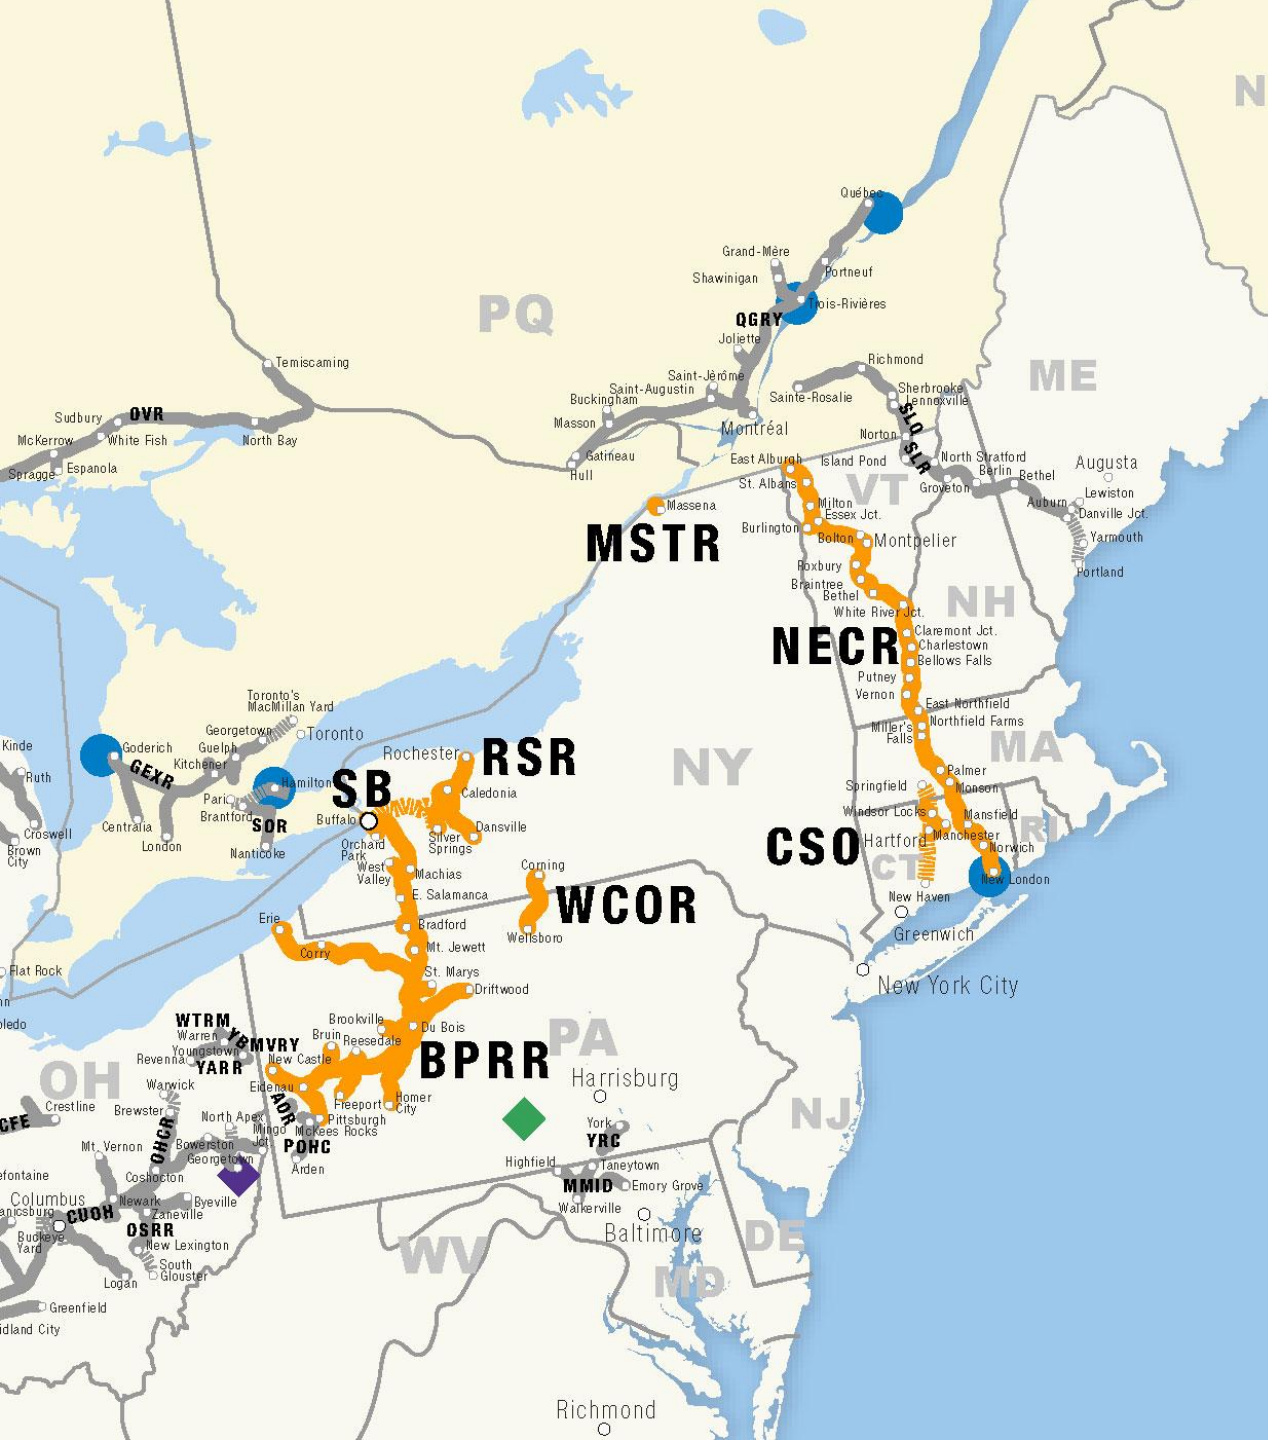 N
Québec
Grand-Mère
Portneuf
Shawinigan
Trois-Rivières
PQ
QGRY
Joliette
Richmond
Temiscaming
Saint-Jèrôme
ME
Saint-Augustin
Sherbrooke
Lennoxville
Buckingham
Sainte-Rosalie
OVR
Sudbury
SLQ
Masson
Montréal
McKerrow
White Fish
North Bay
Norton
Gatineau
East Alburgh
Island Pond
SLR
North Stratford
Augusta
Spragge
Espanola
Hull
St. Albans
VT
Berlin
Bethel
Groveton
Lewiston
Massena
Milton
Auburn
Danville Jct.
Essex Jct.
MSTR
Burlington
Bolton
Montpelier
Yarmouth
Roxbury
Portland
Braintree
Bethel
NH
White River Jct.
Claremont Jct.
NECR
Charlestown
Bellows Falls
Putney
Vernon
Toronto's
MacMillan Yard
East Northfield
Georgetown
Toronto
Miller's
Falls
Northfield Farms
Kinde
Goderich
Guelph
Rochester
RSR
MA
Kitchener
GEXR
NY
Ruth
Hamilton
SB
Palmer
Springfield
Monson
Paris
Caledonia
Brantford
Buffalo
Windsor Locks
Mansfield
Centralia
SOR
Dansville
RI
Croswell
Silver
Springs
Manchester
London
Nanticoke
Orchard
Park
CSO
Hartford
Norwich
Brown
City
West
Valley
Machias
Corning
CT
New London
E. Salamanca
WCOR
New Haven
Erie
Bradford
Wellsboro
Greenwich
Corry
Mt. Jewett
Flat Rock
St. Marys
New York City
Driftwood
WTRM
Brookville
Du Bois
Warren
YB
MVRY
Bruin
Reesedale
PA
Youngstown
Revenna
YARR
New Castle
BPRR
OH
Warwick
Eidenau
Harrisburg
Crestline
Brewster
AOR
Freeport
Homer
City
CFE
North Apex
Pittsburgh
York
NJ
Mt. Vernon
OHCR
Bowerston
Mingo
Jct.
McKees Rocks
YRC
Georgetown
POHC
Highfield
Taneytown
Coshocton
Arden
MMID
Emory Grove
Columbus
Newark
Byeville
Walkerville
CUOH
Zaneville
Baltimore
DE
Buckeye
Yard
OSRR
New Lexington
WV
South
Glouster
MD
Logan
Greenfield
Richmond